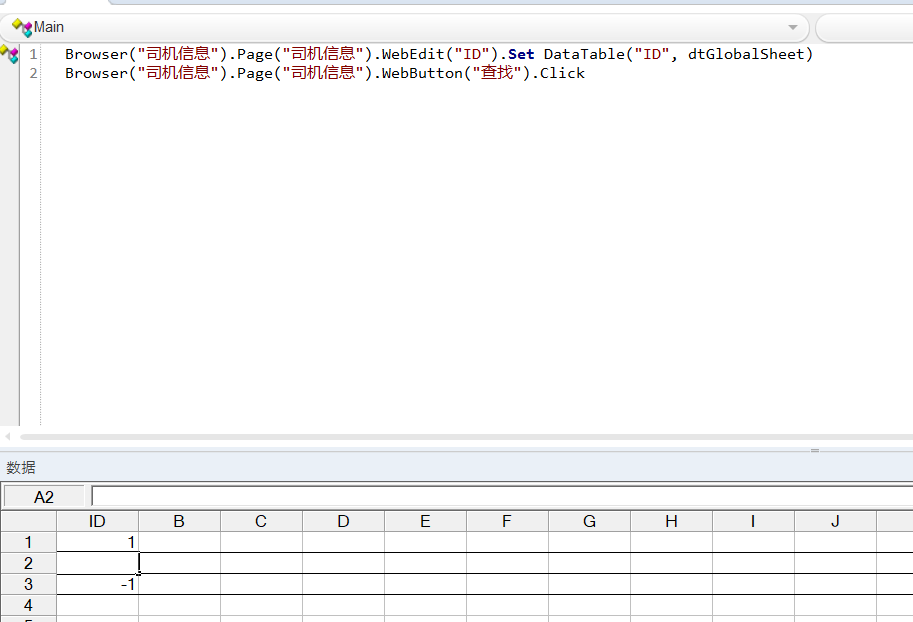 Main
1 Browser("司机信息").Page("司机信息").WebEdit("ID").Set DataTable("ID", dtGlobalSheet)
2 Browser("司机信息").Page("司机信息").WebButton("查找").Click
数据
A2
ID B C D E F G H I J
1 1
2
3 -1
4